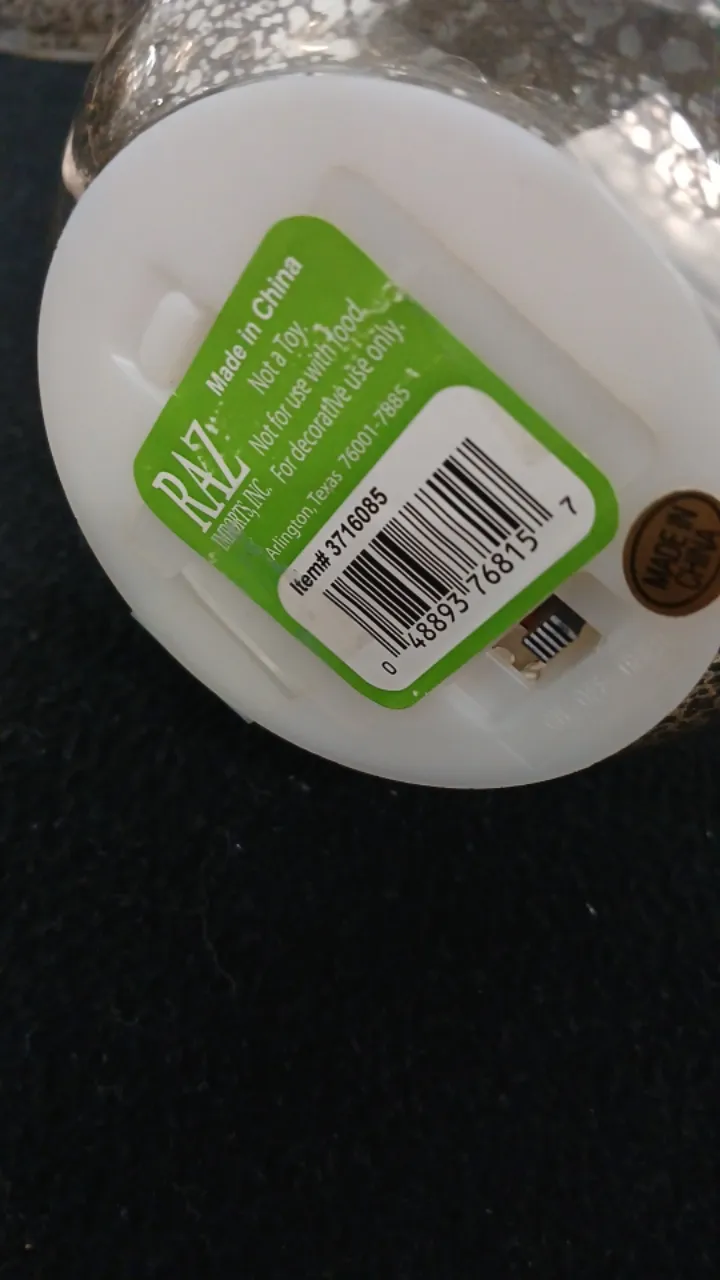 Made in China
Not a Toy.
Not for use with food.
For decorative use only.
RAZ
IMPORTS, INC.
Arlington, Texas 76001-7885
Item# 3716085
0 48893 76815 7
MADE IN
CHINA